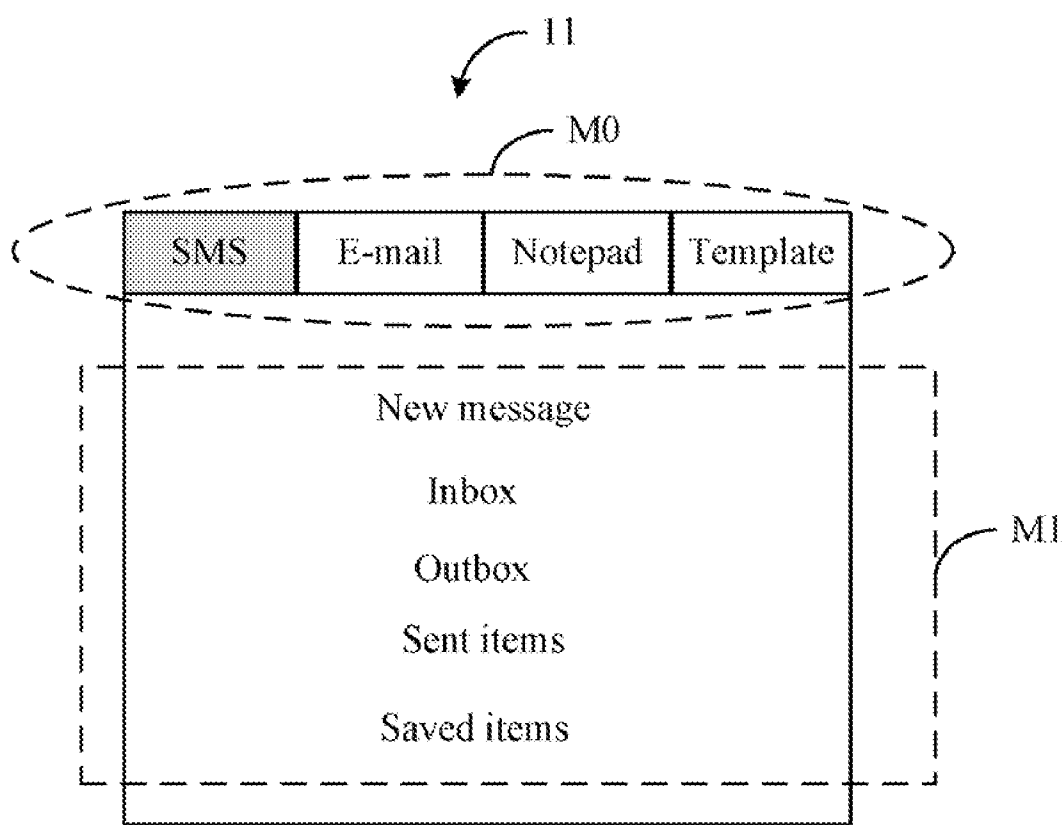 11
M0
SMS E-mail Notepad Template
New message
Inbox
M1
Outbox
Sent items
Saved items